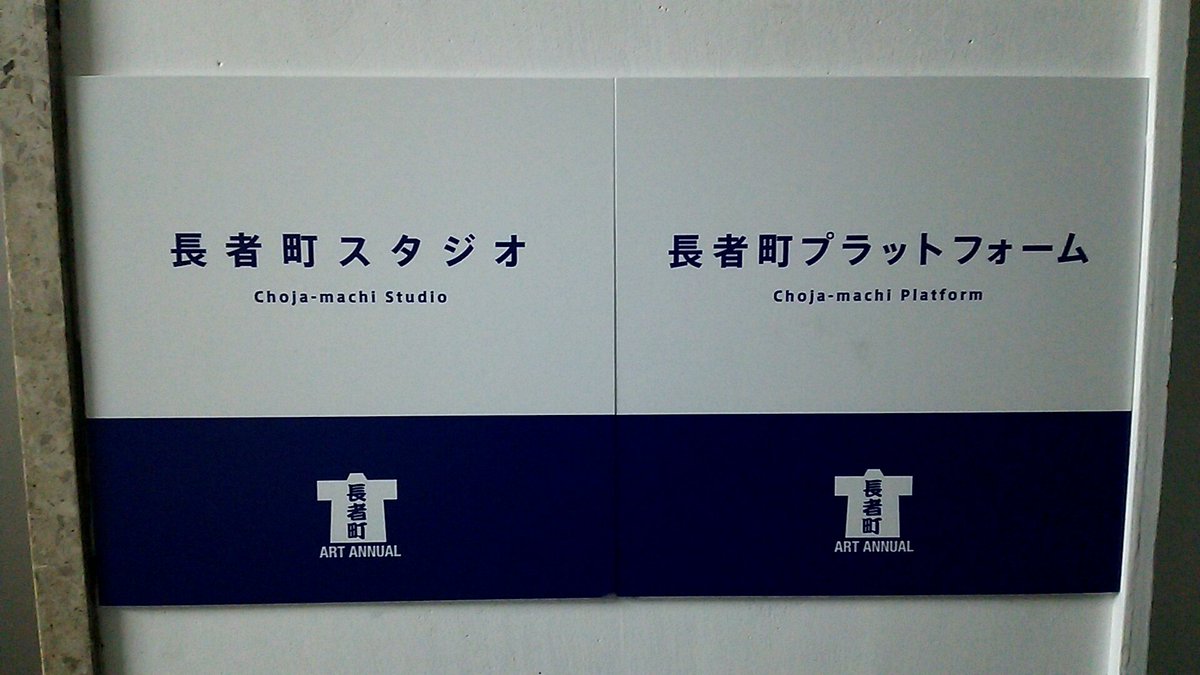 長者町スタジオ
Choja-machi Studio
長者町
ART ANNUAL
長者町プラットフォーム
Choja-machi Platform
長者町
ART ANNUAL